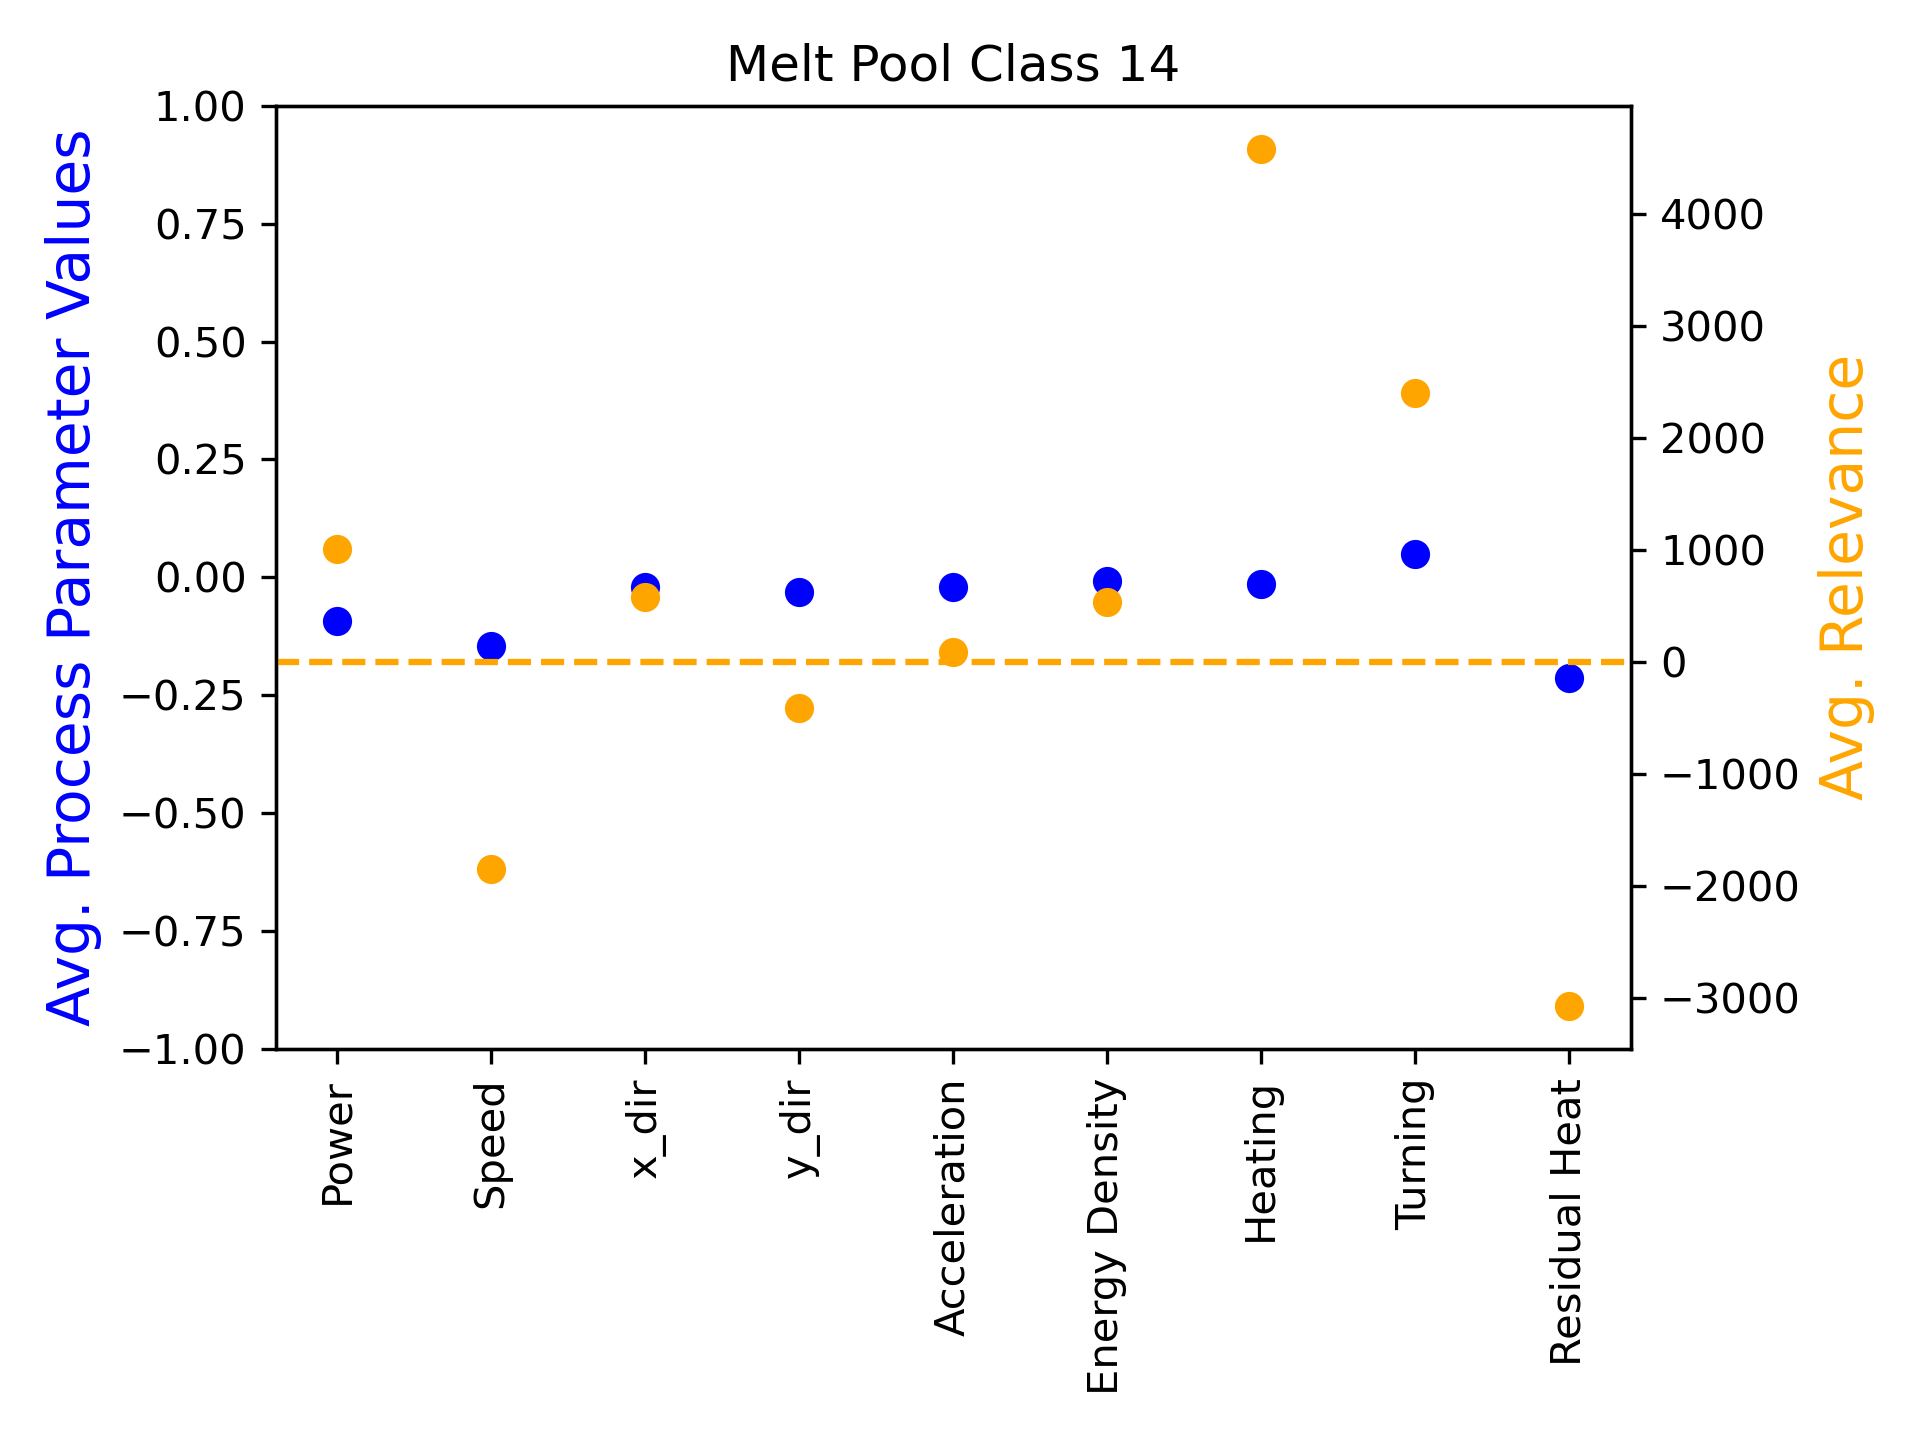 Melt Pool Class 14
Avg. Process Parameter Values
1.00
0.75
0.50
0.25
0.00
−0.25
−0.50
−0.75
−1.00
4000
3000
2000
1000
0
−1000
−2000
−3000
Avg. Relevance
Power
Speed
x_dir
y_dir
Acceleration
Energy Density
Heating
Turning
Residual Heat